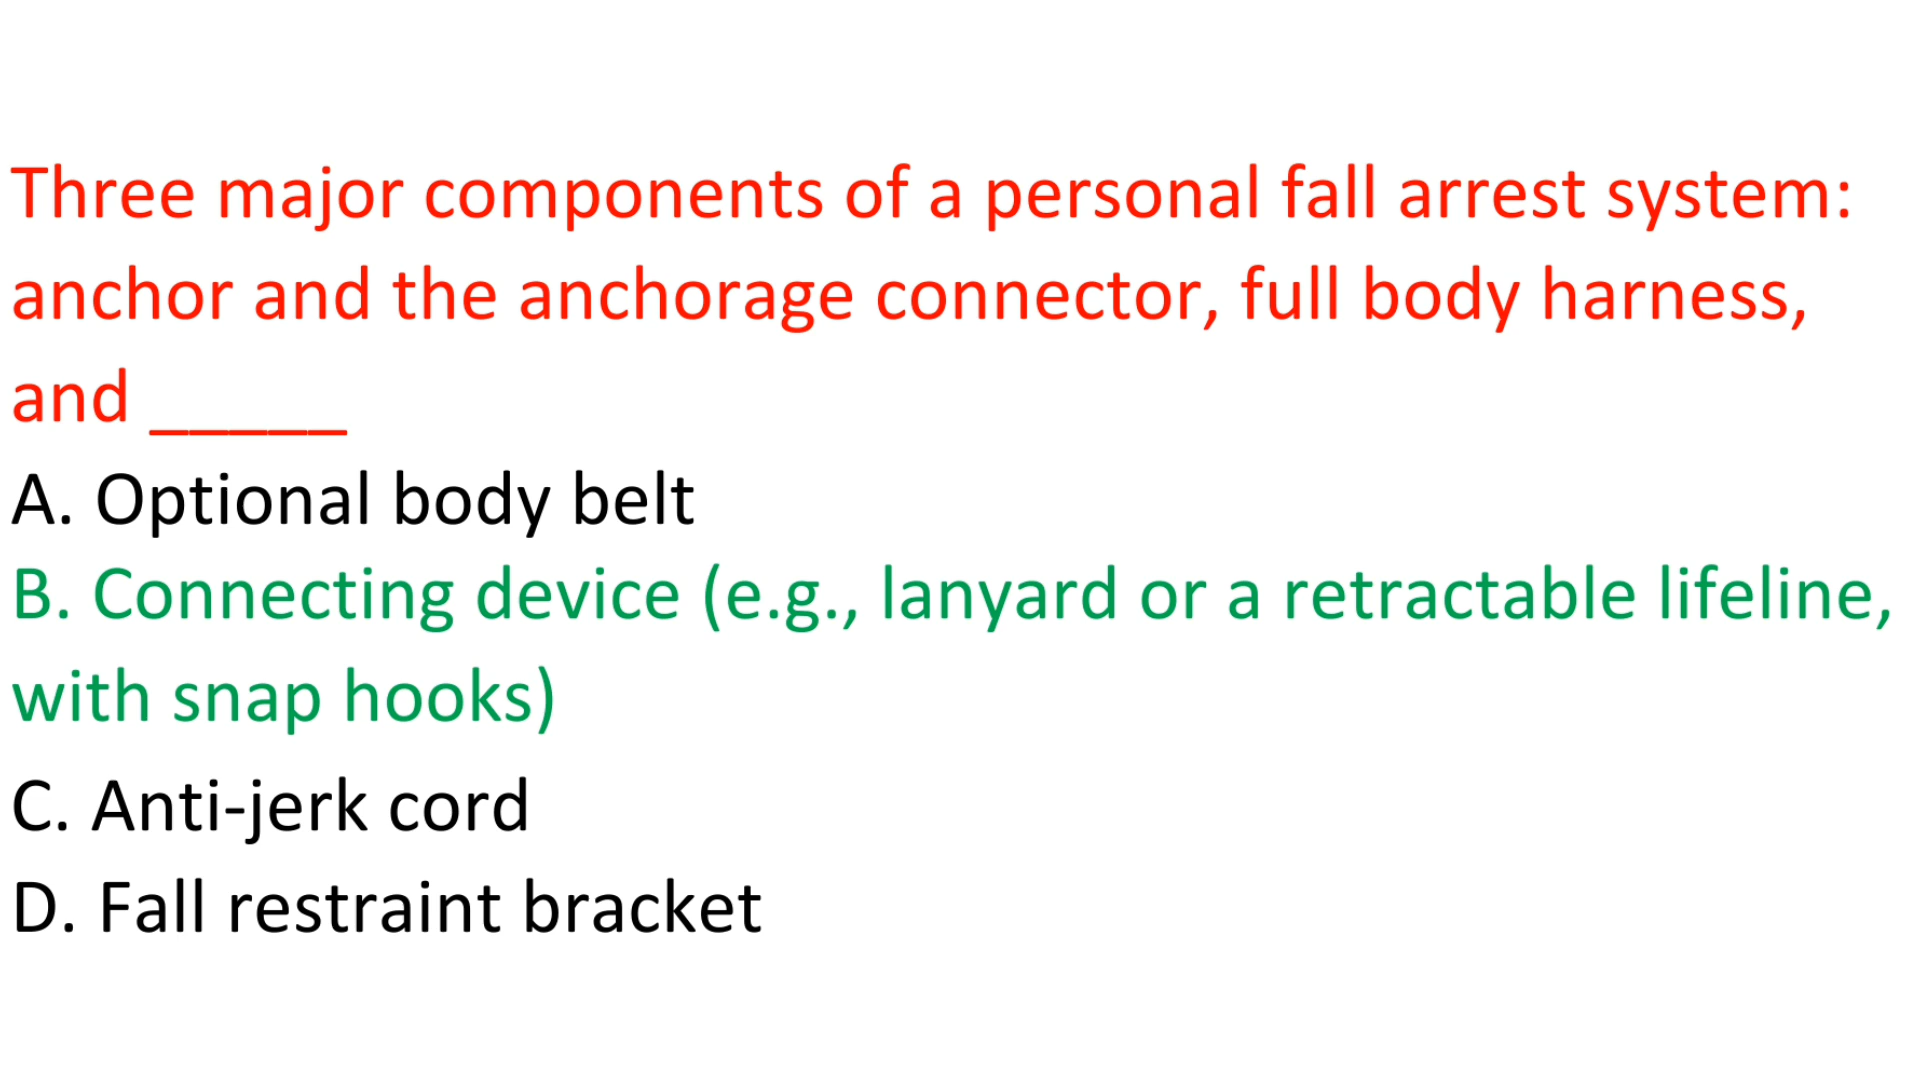 Three major components of a personal fall arrest system:
anchor and the anchorage connector, full body harness,
and _____
A. Optional body belt
B. Connecting device (e.g., lanyard or a retractable lifeline,
with snap hooks)
C. Anti-jerk cord
D. Fall restraint bracket